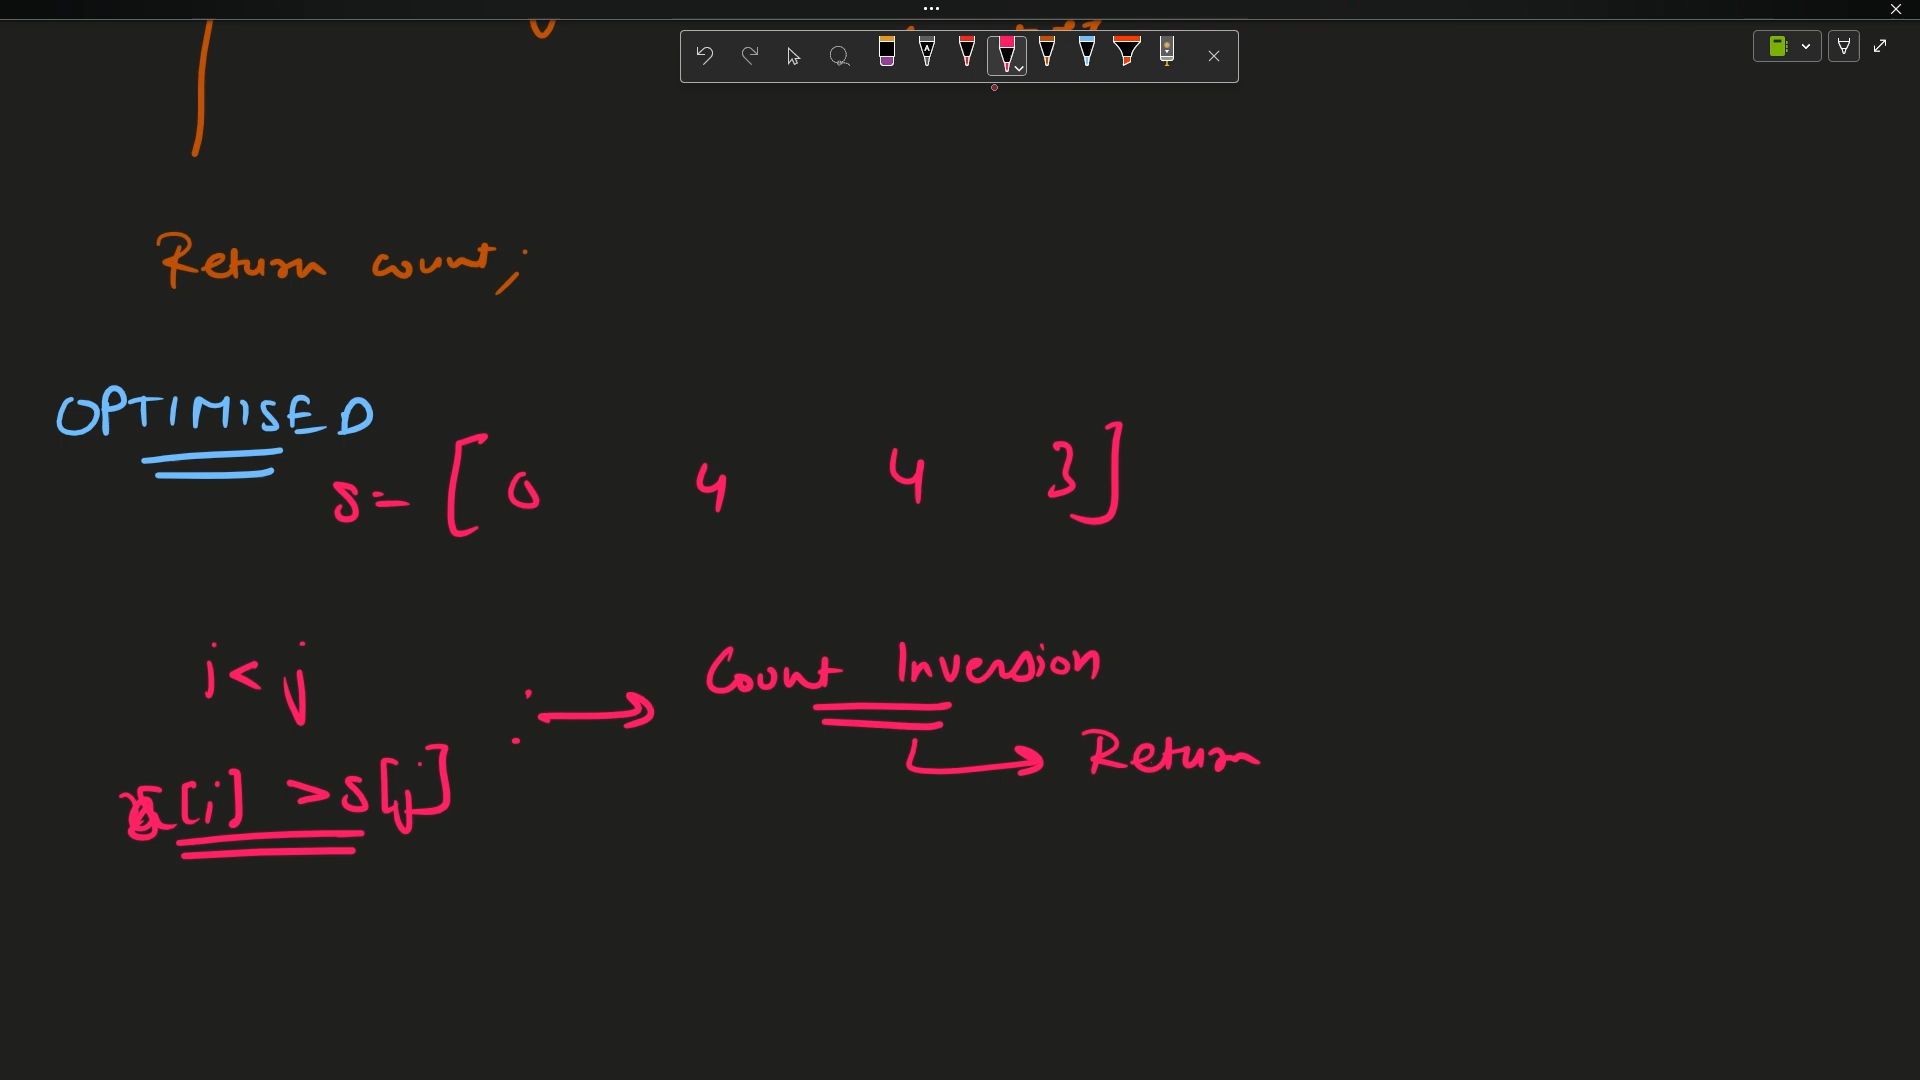 Return count;
OPTIMISED
s = [ 0 4 4 3 ]
i < j
Count Inversion
Return
s[i] > s[j]